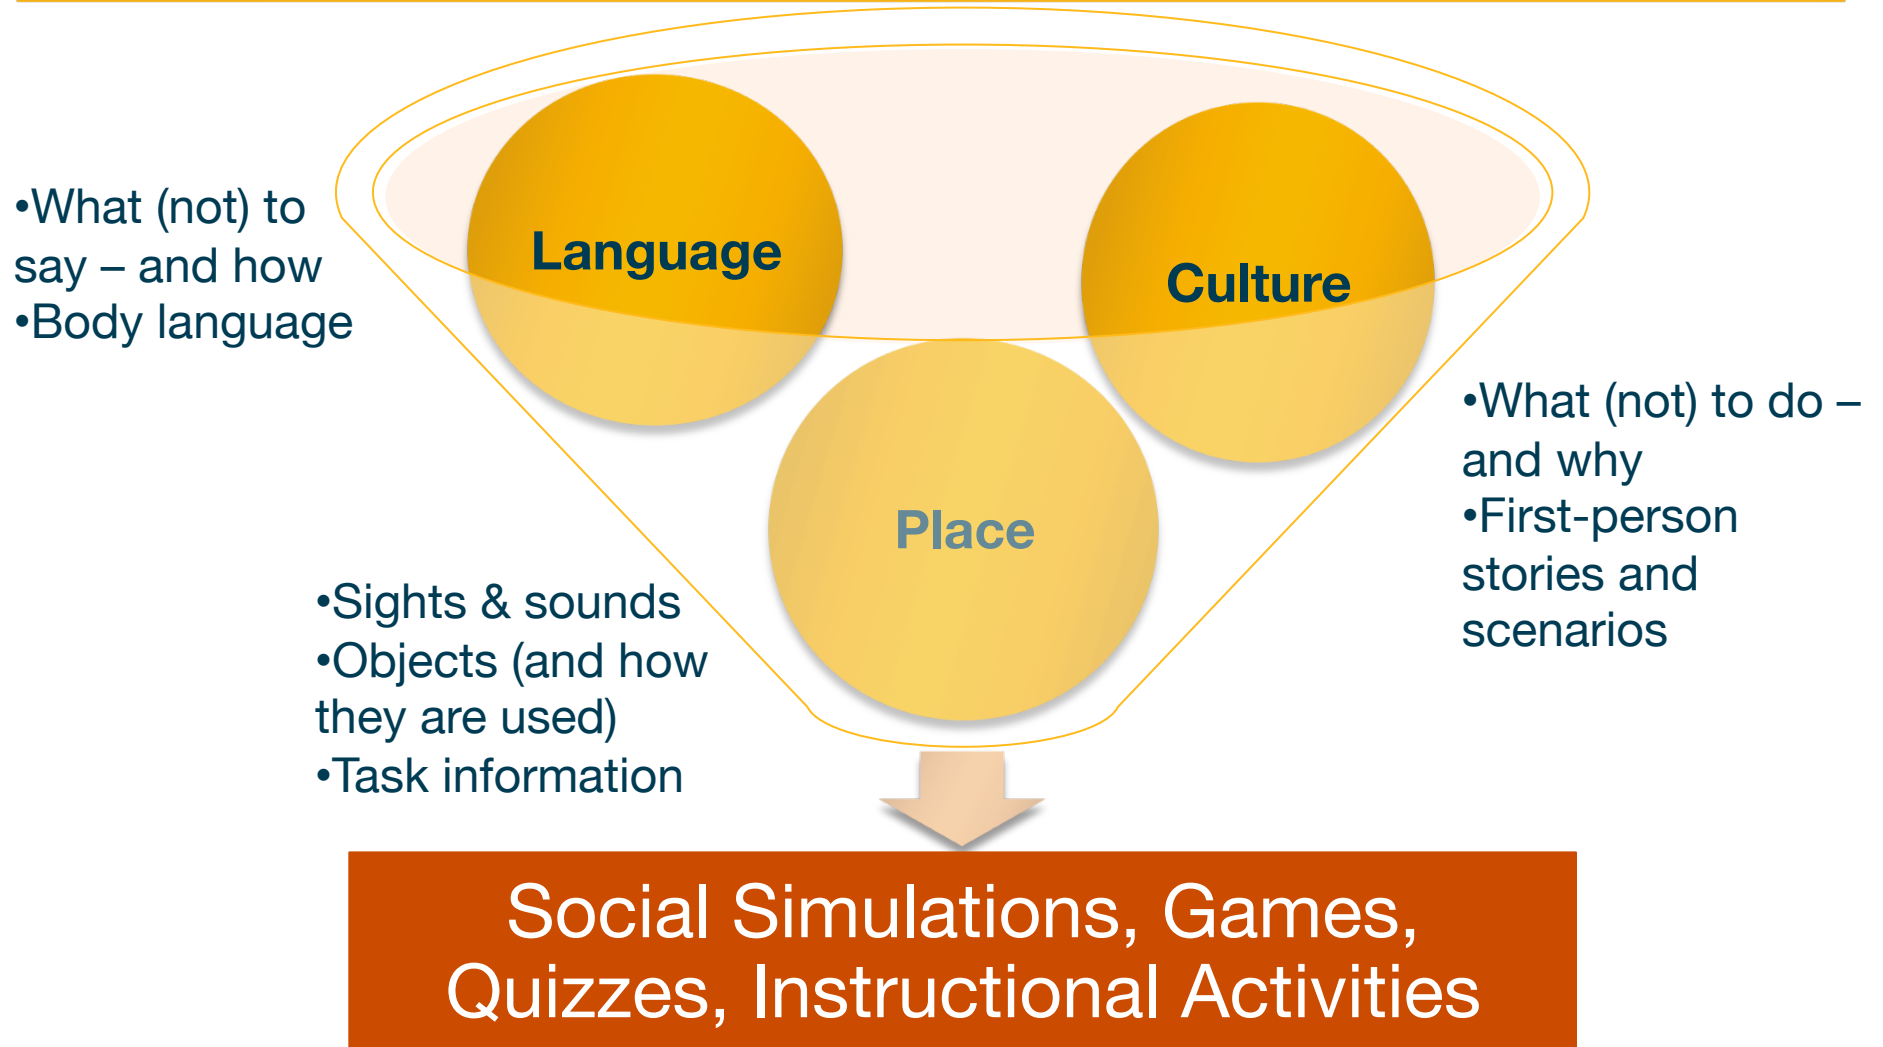 •What (not) to
say – and how
•Body language
Language
Culture
•What (not) to do –
and why
•First-person
stories and
scenarios
Place
•Sights & sounds
•Objects (and how
they are used)
•Task information
Social Simulations, Games,
Quizzes, Instructional Activities